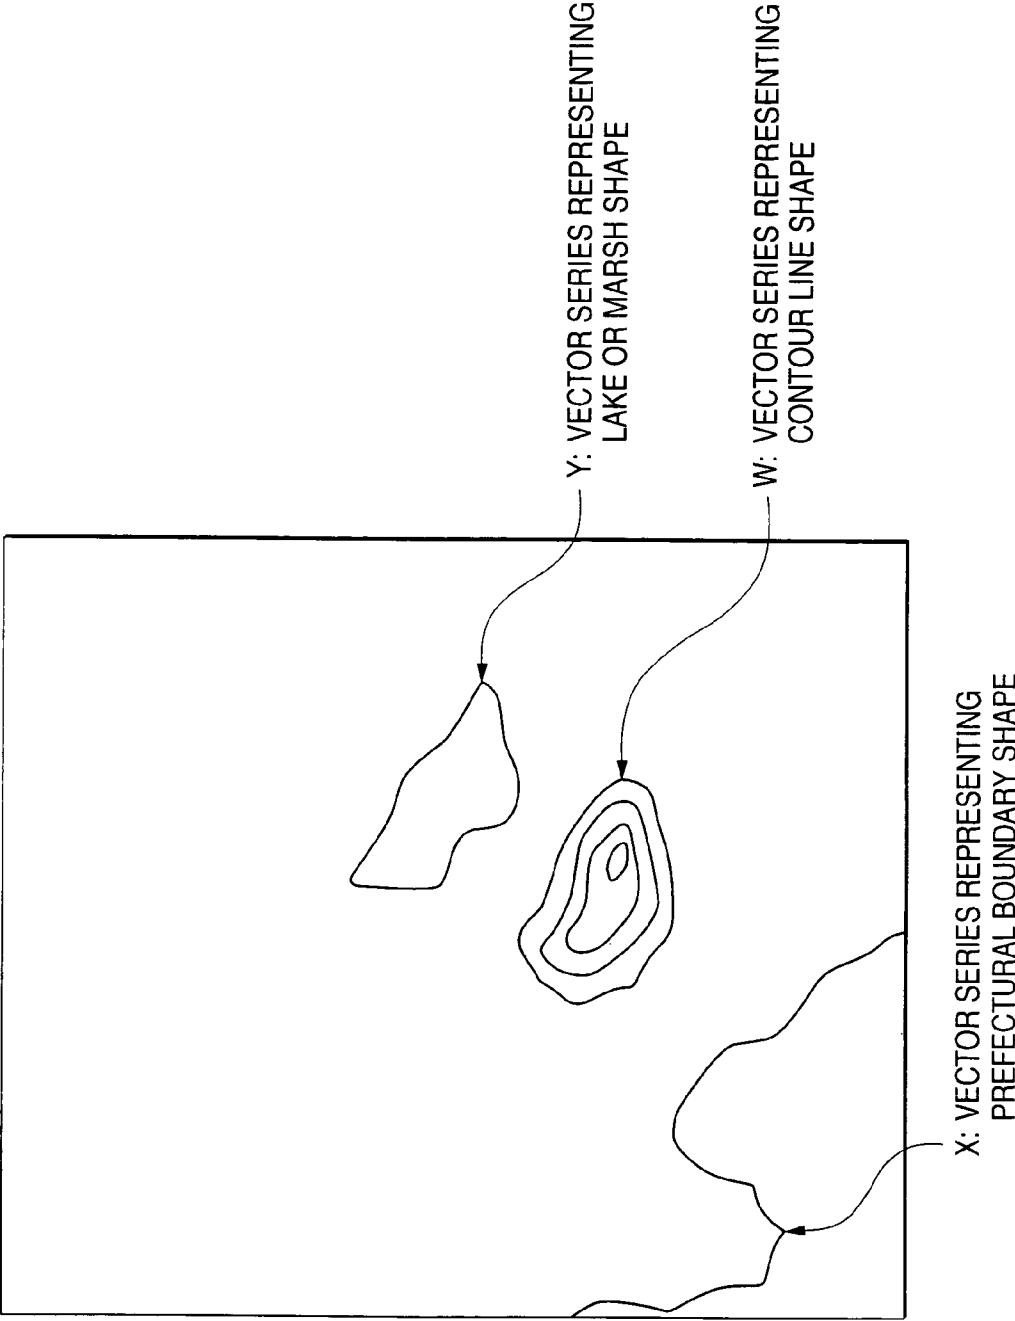 Y: VECTOR SERIES REPRESENTING
LAKE OR MARSH SHAPE
W: VECTOR SERIES REPRESENTING
CONTOUR LINE SHAPE
X: VECTOR SERIES REPRESENTING
PREFECTURAL BOUNDARY SHAPE